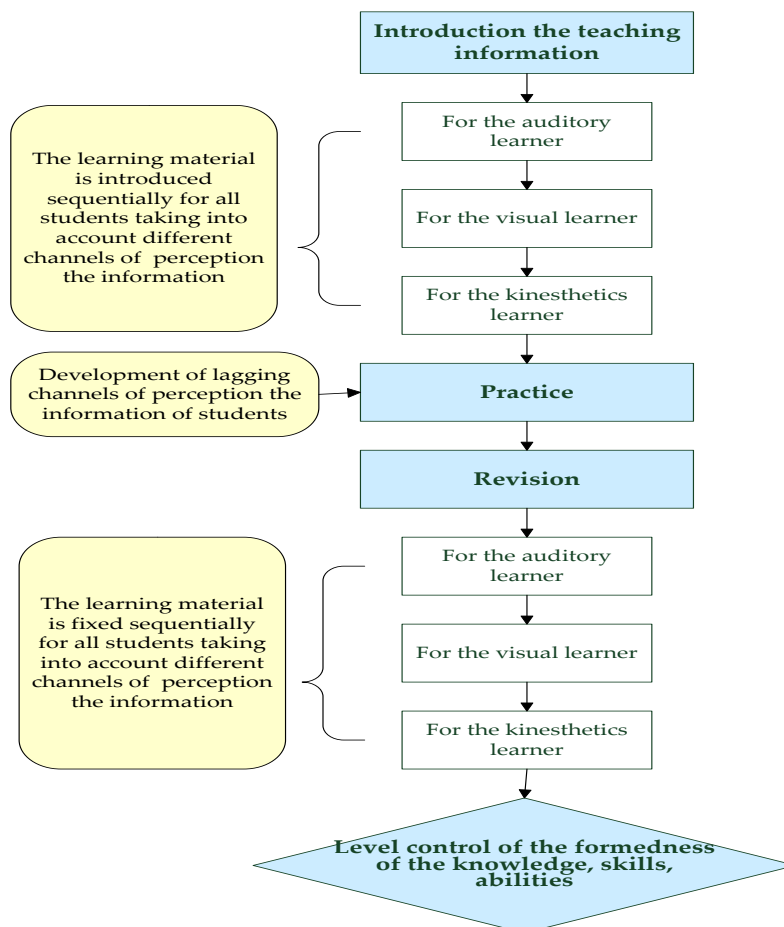 Introduction the teaching
information
For the auditory
learner
The learning material
is introduced
sequentially for all
students taking into
account different
channels of perception
the information
For the visual learner
For the kinesthetics
learner
Development of lagging
channels of perception the
information of students
Practice
Revision
For the auditory
learner
The learning material
is fixed sequentially
for all students taking
into account different
channels of perception
the information
For the visual learner
For the kinesthetics
learner
Level control of the formedness
of the knowledge, skills,
abilities